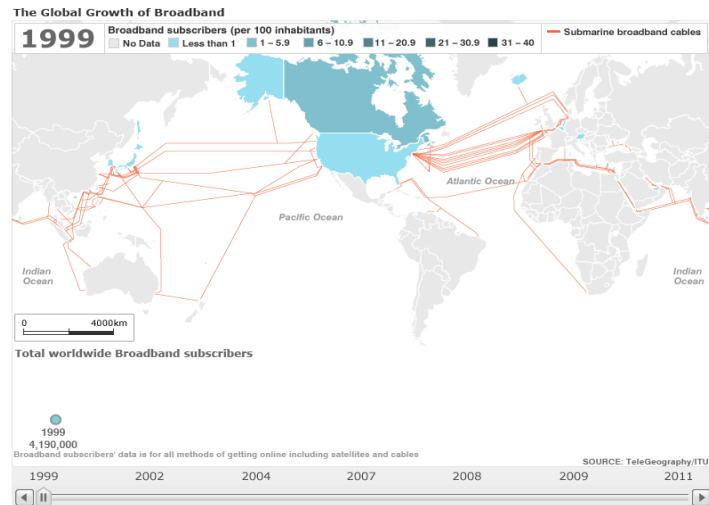 The Global Growth of Broadband
1999
Broadband subscribers (per 100 inhabitants)
No Data Less than 1 1 – 5.9 6 – 10.9 11 – 20.9 21 – 30.9 31 – 40
Submarine broadband cables
Atlantic Ocean
Pacific Ocean
Indian
Ocean
Indian
Ocean
0 4000km
Total worldwide Broadband subscribers
1999
4,190,000
Broadband subscribers' data is for all methods of getting online including satellites and cables
SOURCE: TeleGeography/ITU
1999 2002 2004 2007 2008 2009 2011